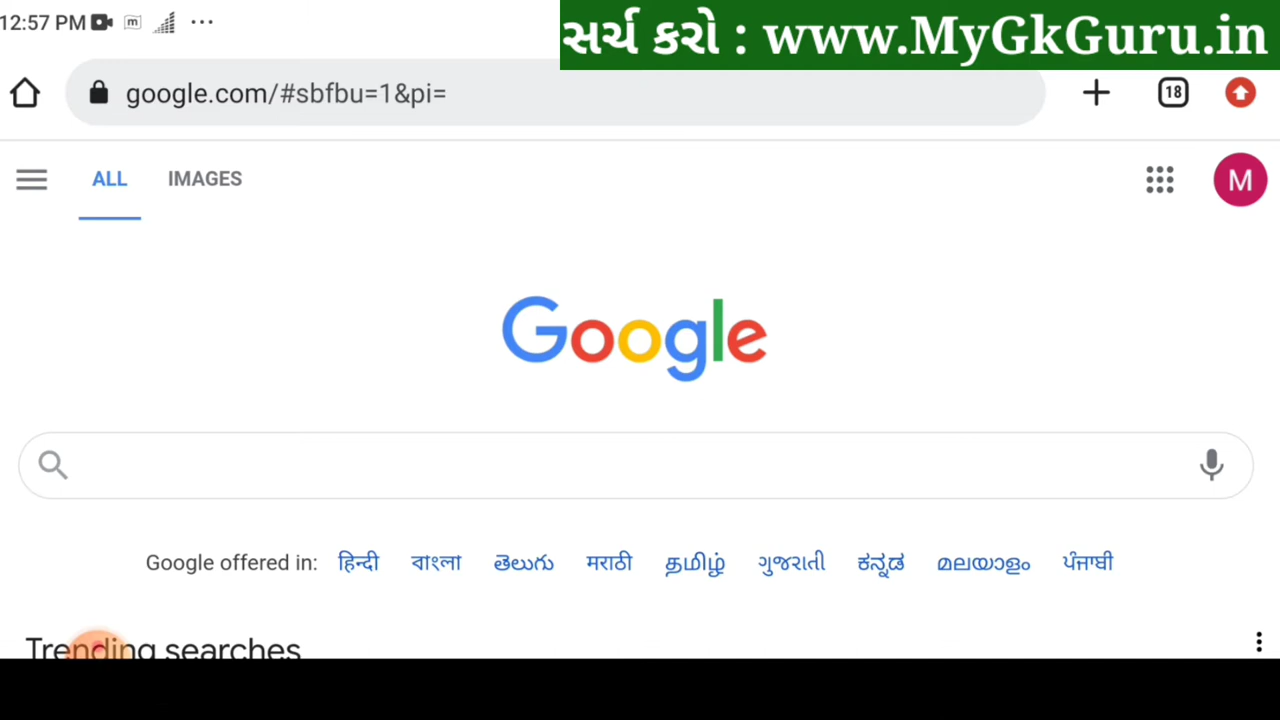 12:57 PM m ...
સર્ચ કરો : www.MyGkGuru.in
google.com/#sbfbu=1&pi=
18
ALL IMAGES
M
Google
Google offered in: हिन्दी বাংলা తెలుగు मराठी தமிழ் ગુજરાતી ಕನ್ನಡ മലയാളം ਪੰਜਾਬੀ
Trending searches